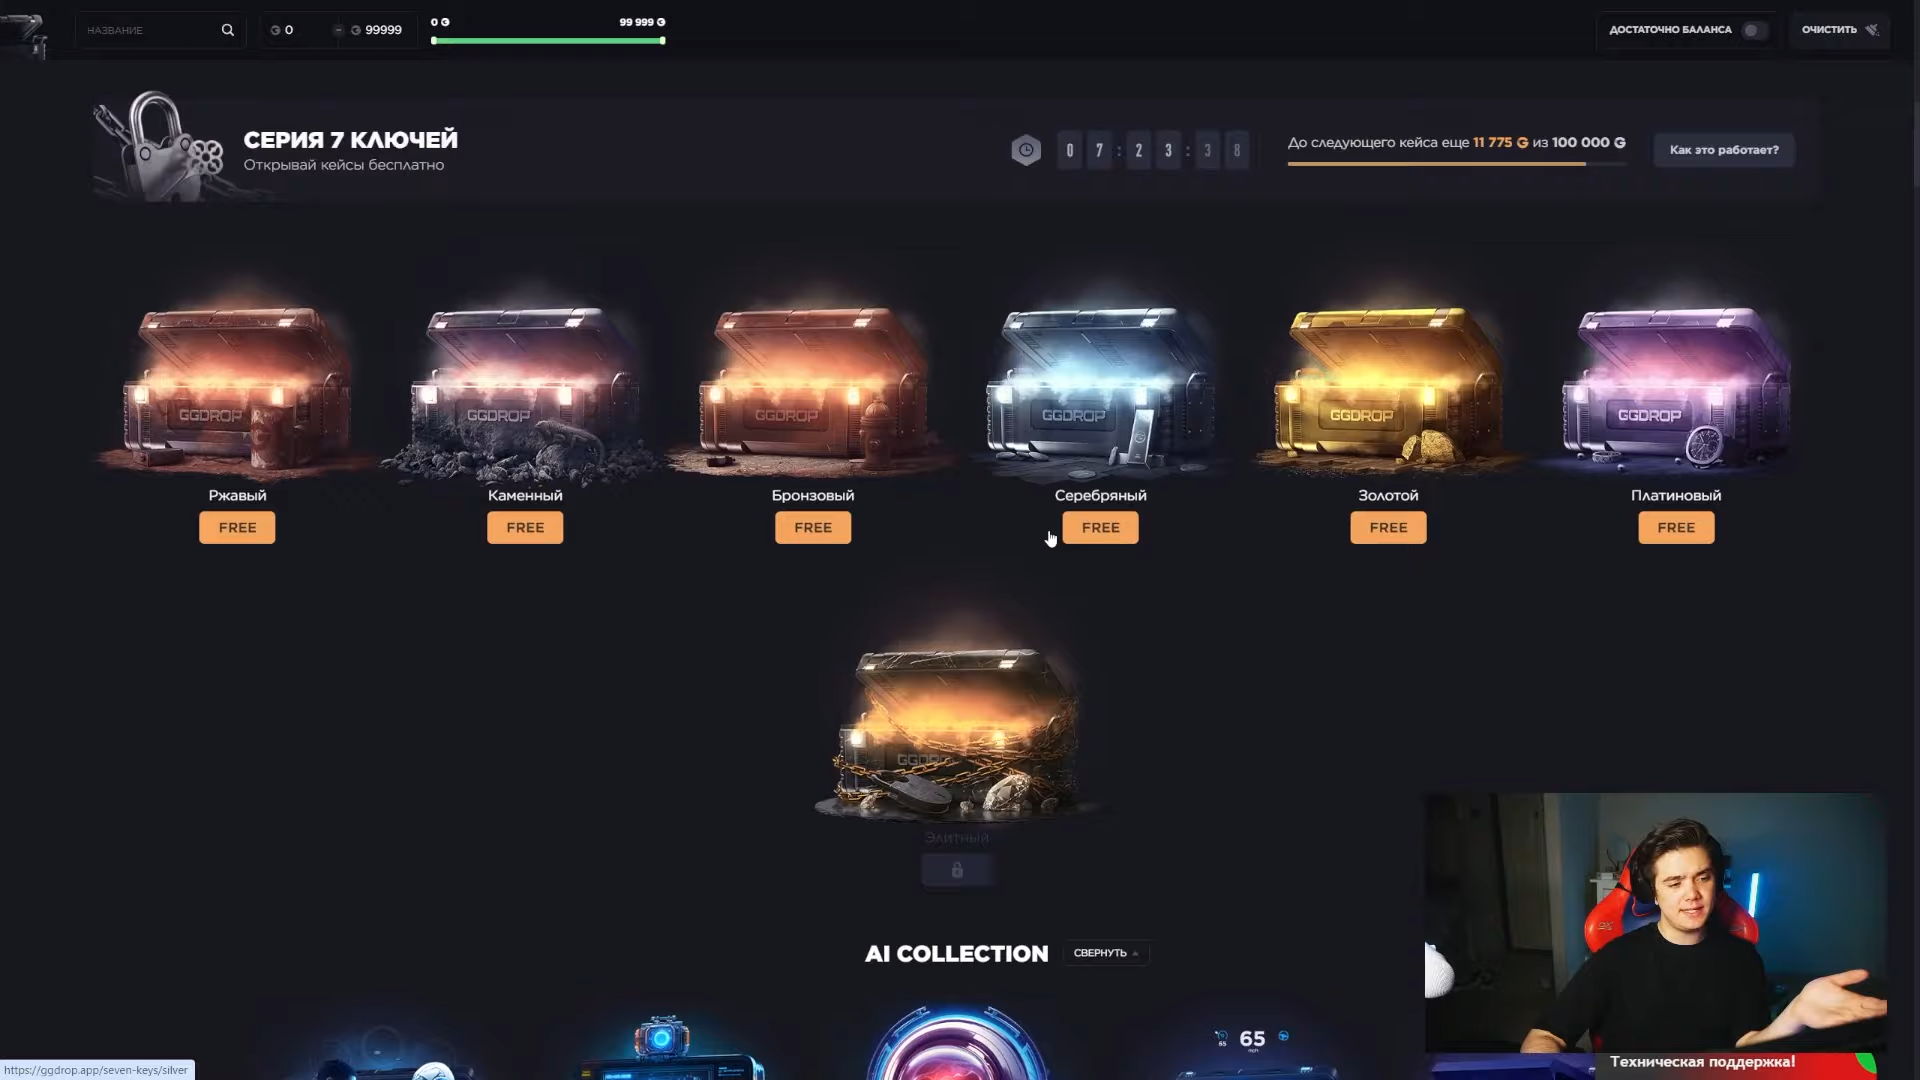 НАЗВАНИЕ
0
99999
0 G
99 999 G
ДОСТАТОЧНО БАЛАНСА
ОЧИСТИТЬ
СЕРИЯ 7 КЛЮЧЕЙ
Открывай кейсы бесплатно
0 7 : 2 3 : 3 8
До следующего кейса еще 11 775 G из 100 000 G
Как это работает?
GGDROP
GGDROP
GGDROP
GGDROP
GGDROP
GGDROP
Ржавый
Каменный
Бронзовый
Серебряный
Золотой
Платиновый
FREE
FREE
FREE
FREE
FREE
FREE
GGDROP
Элитный
AI COLLECTION
СВЕРНУТЬ
65
65
Техническая поддержка!
https://ggdrop.app/seven-keys/silver